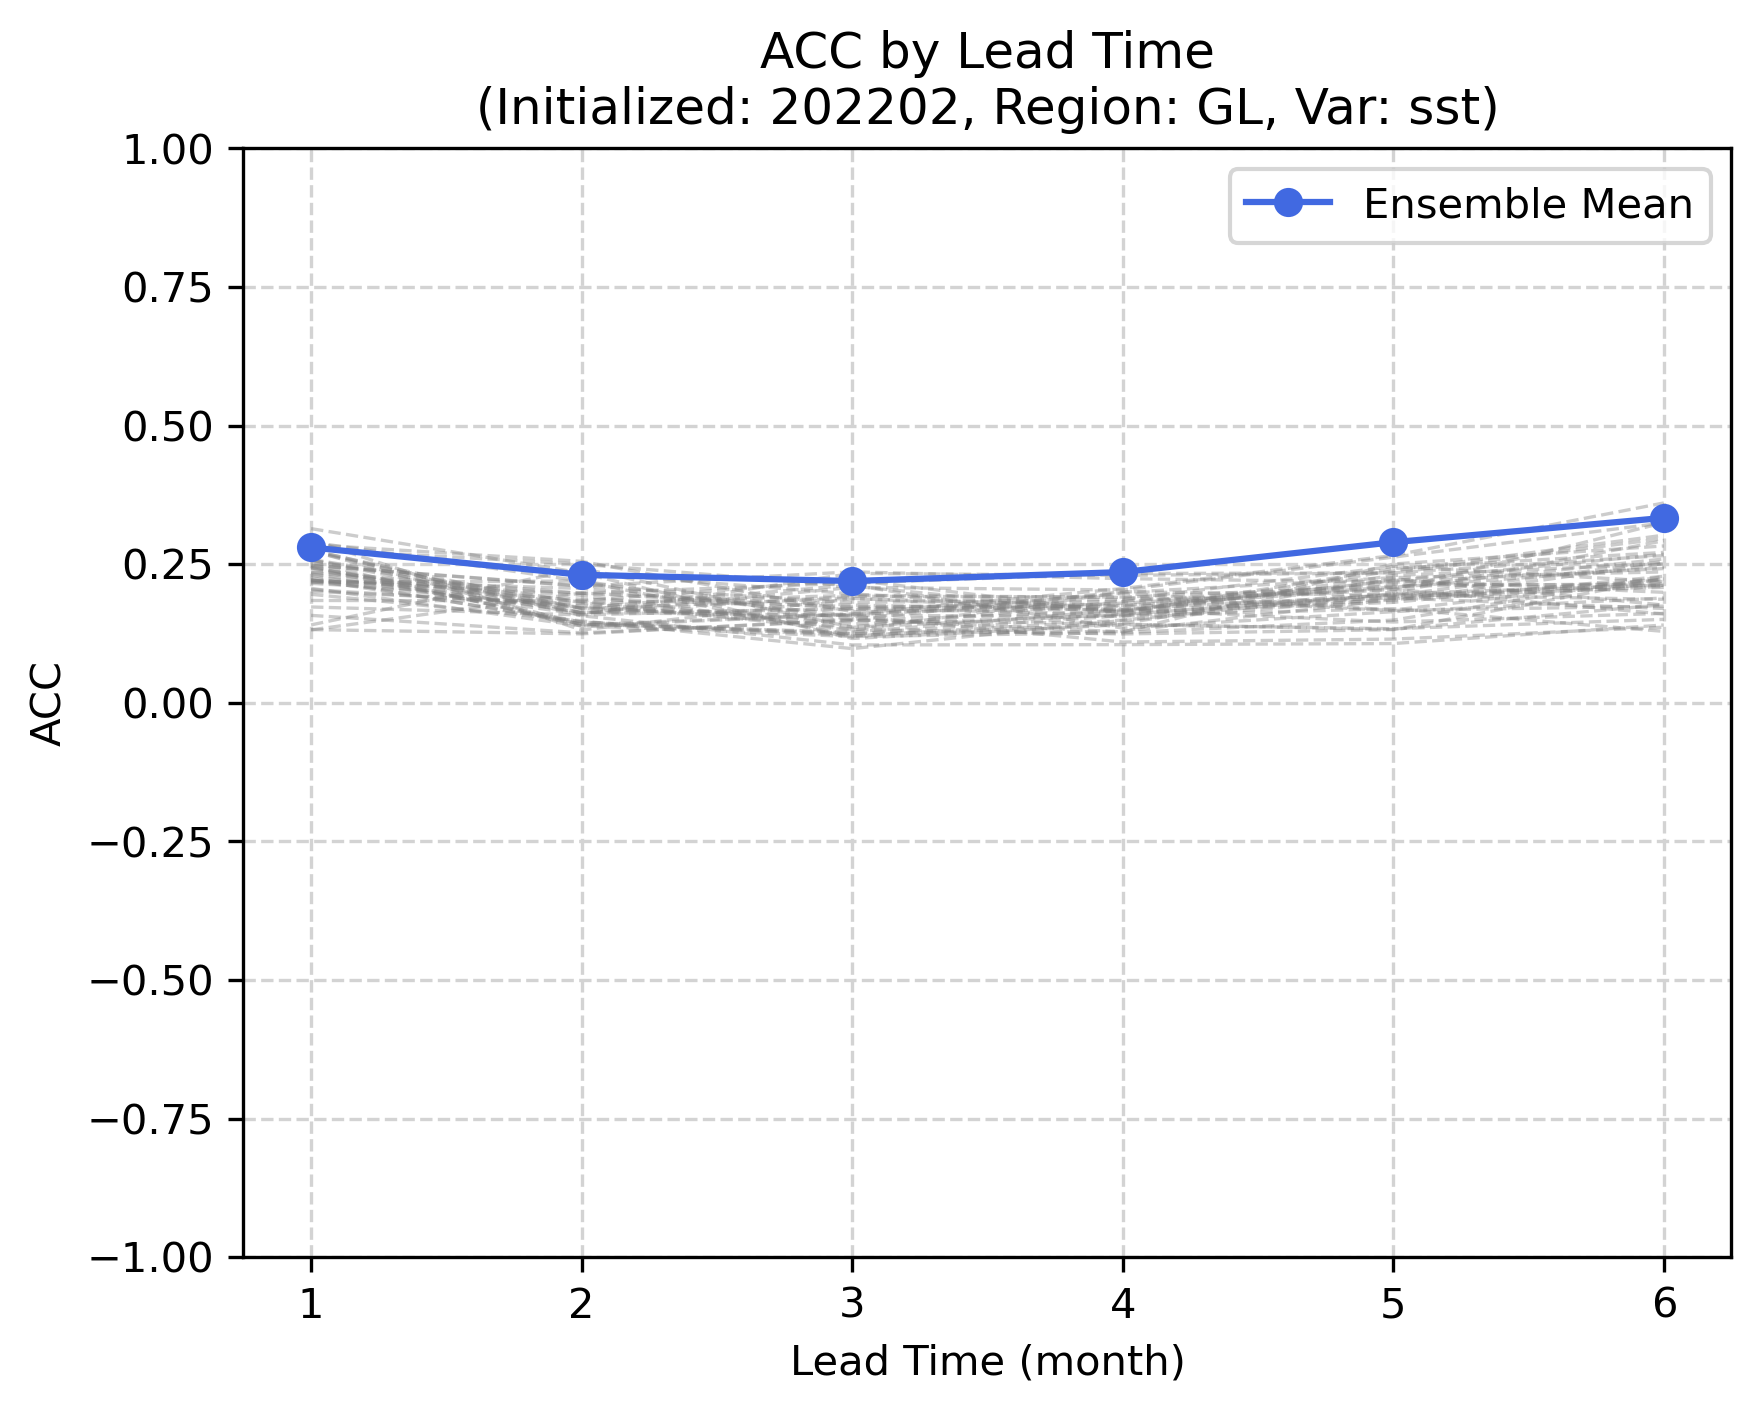 ACC by Lead Time
(Initialized: 202202, Region: GL, Var: sst)
Ensemble Mean
1.00
0.75
0.50
0.25
0.00
−0.25
−0.50
−0.75
−1.00
ACC
1 2 3 4 5 6
Lead Time (month)